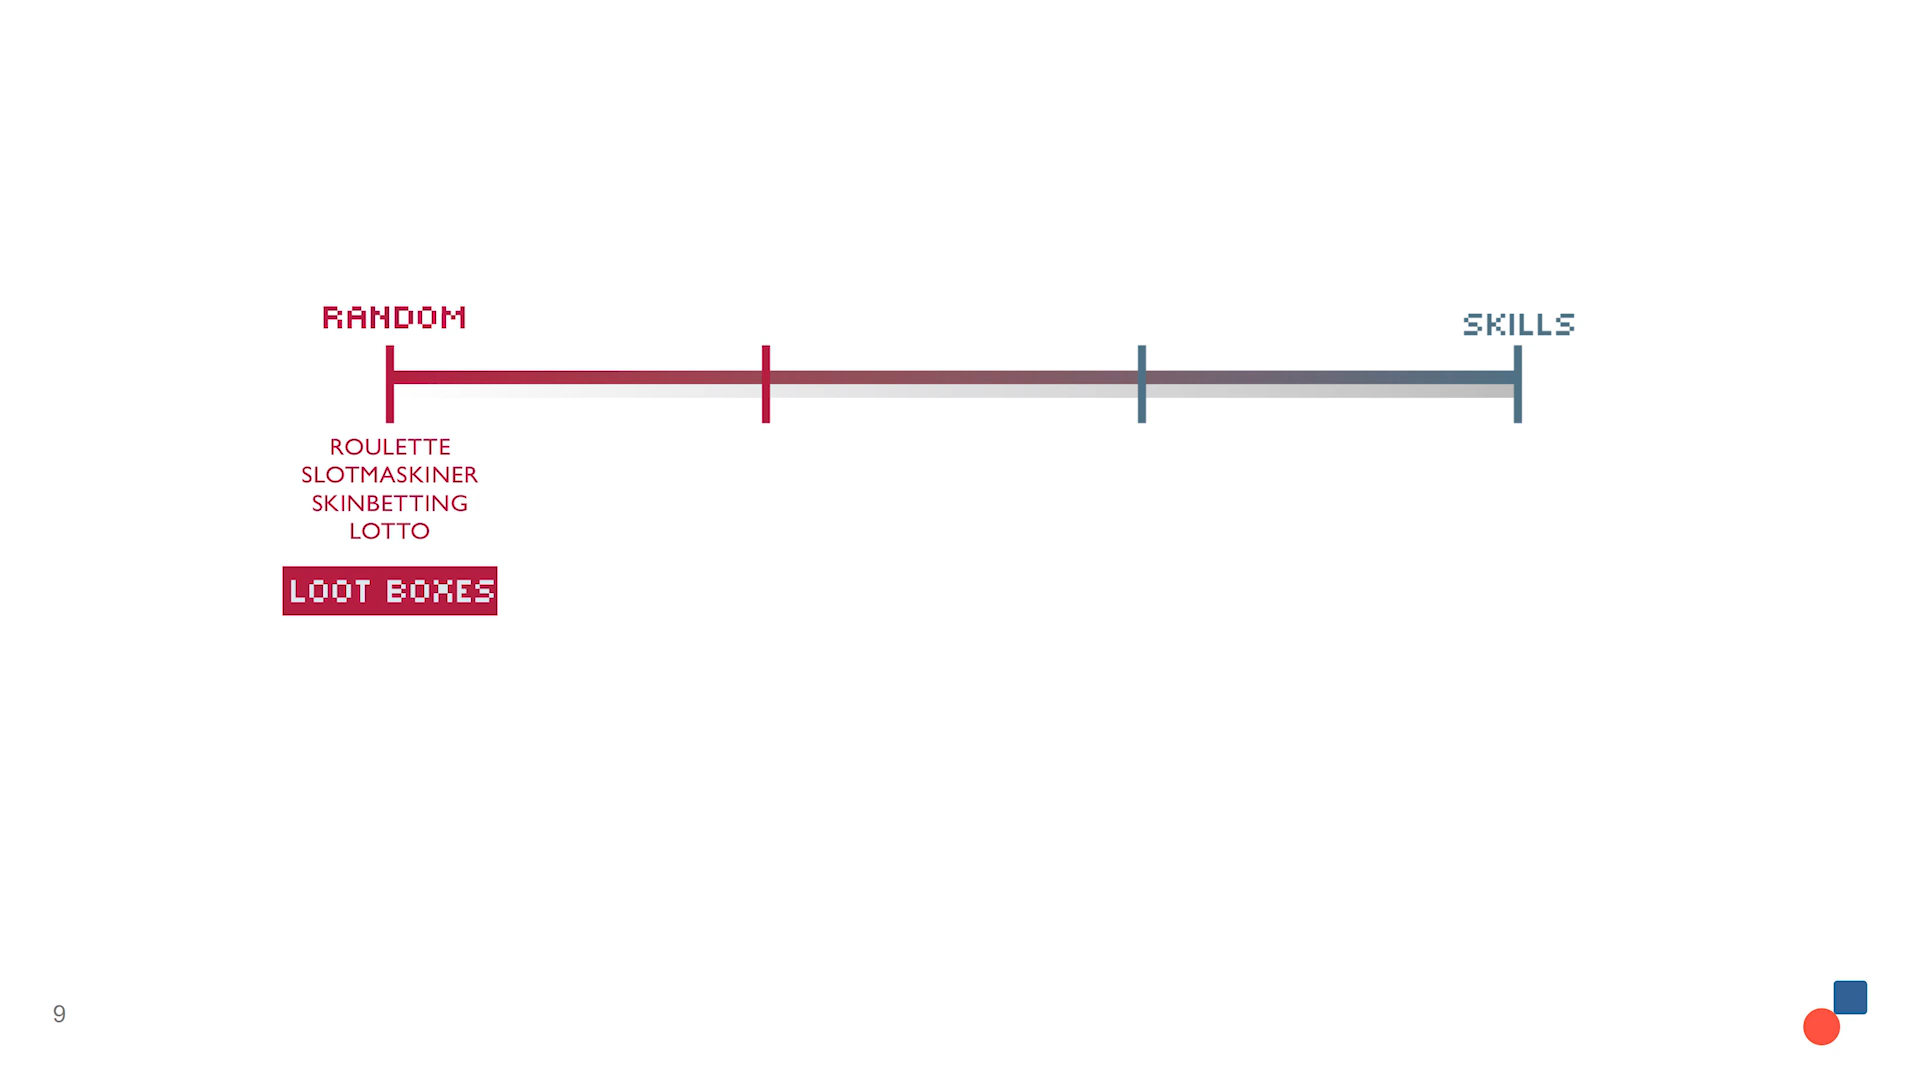 RANDOM
SKILLS
ROULETTE
SLOTMASKINER
SKINBETTING
LOTTO
LOOT BOXES
9